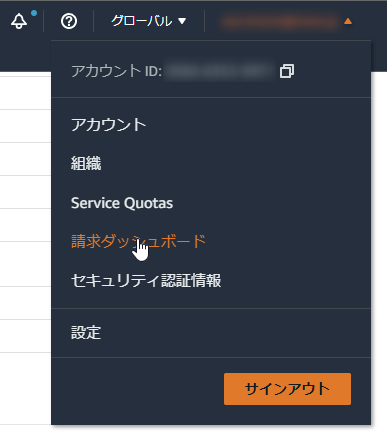 グローバル
アカウント ID:
アカウント
組織
Service Quotas
請求ダッシュボード
セキュリティ認証情報
設定
サインアウト